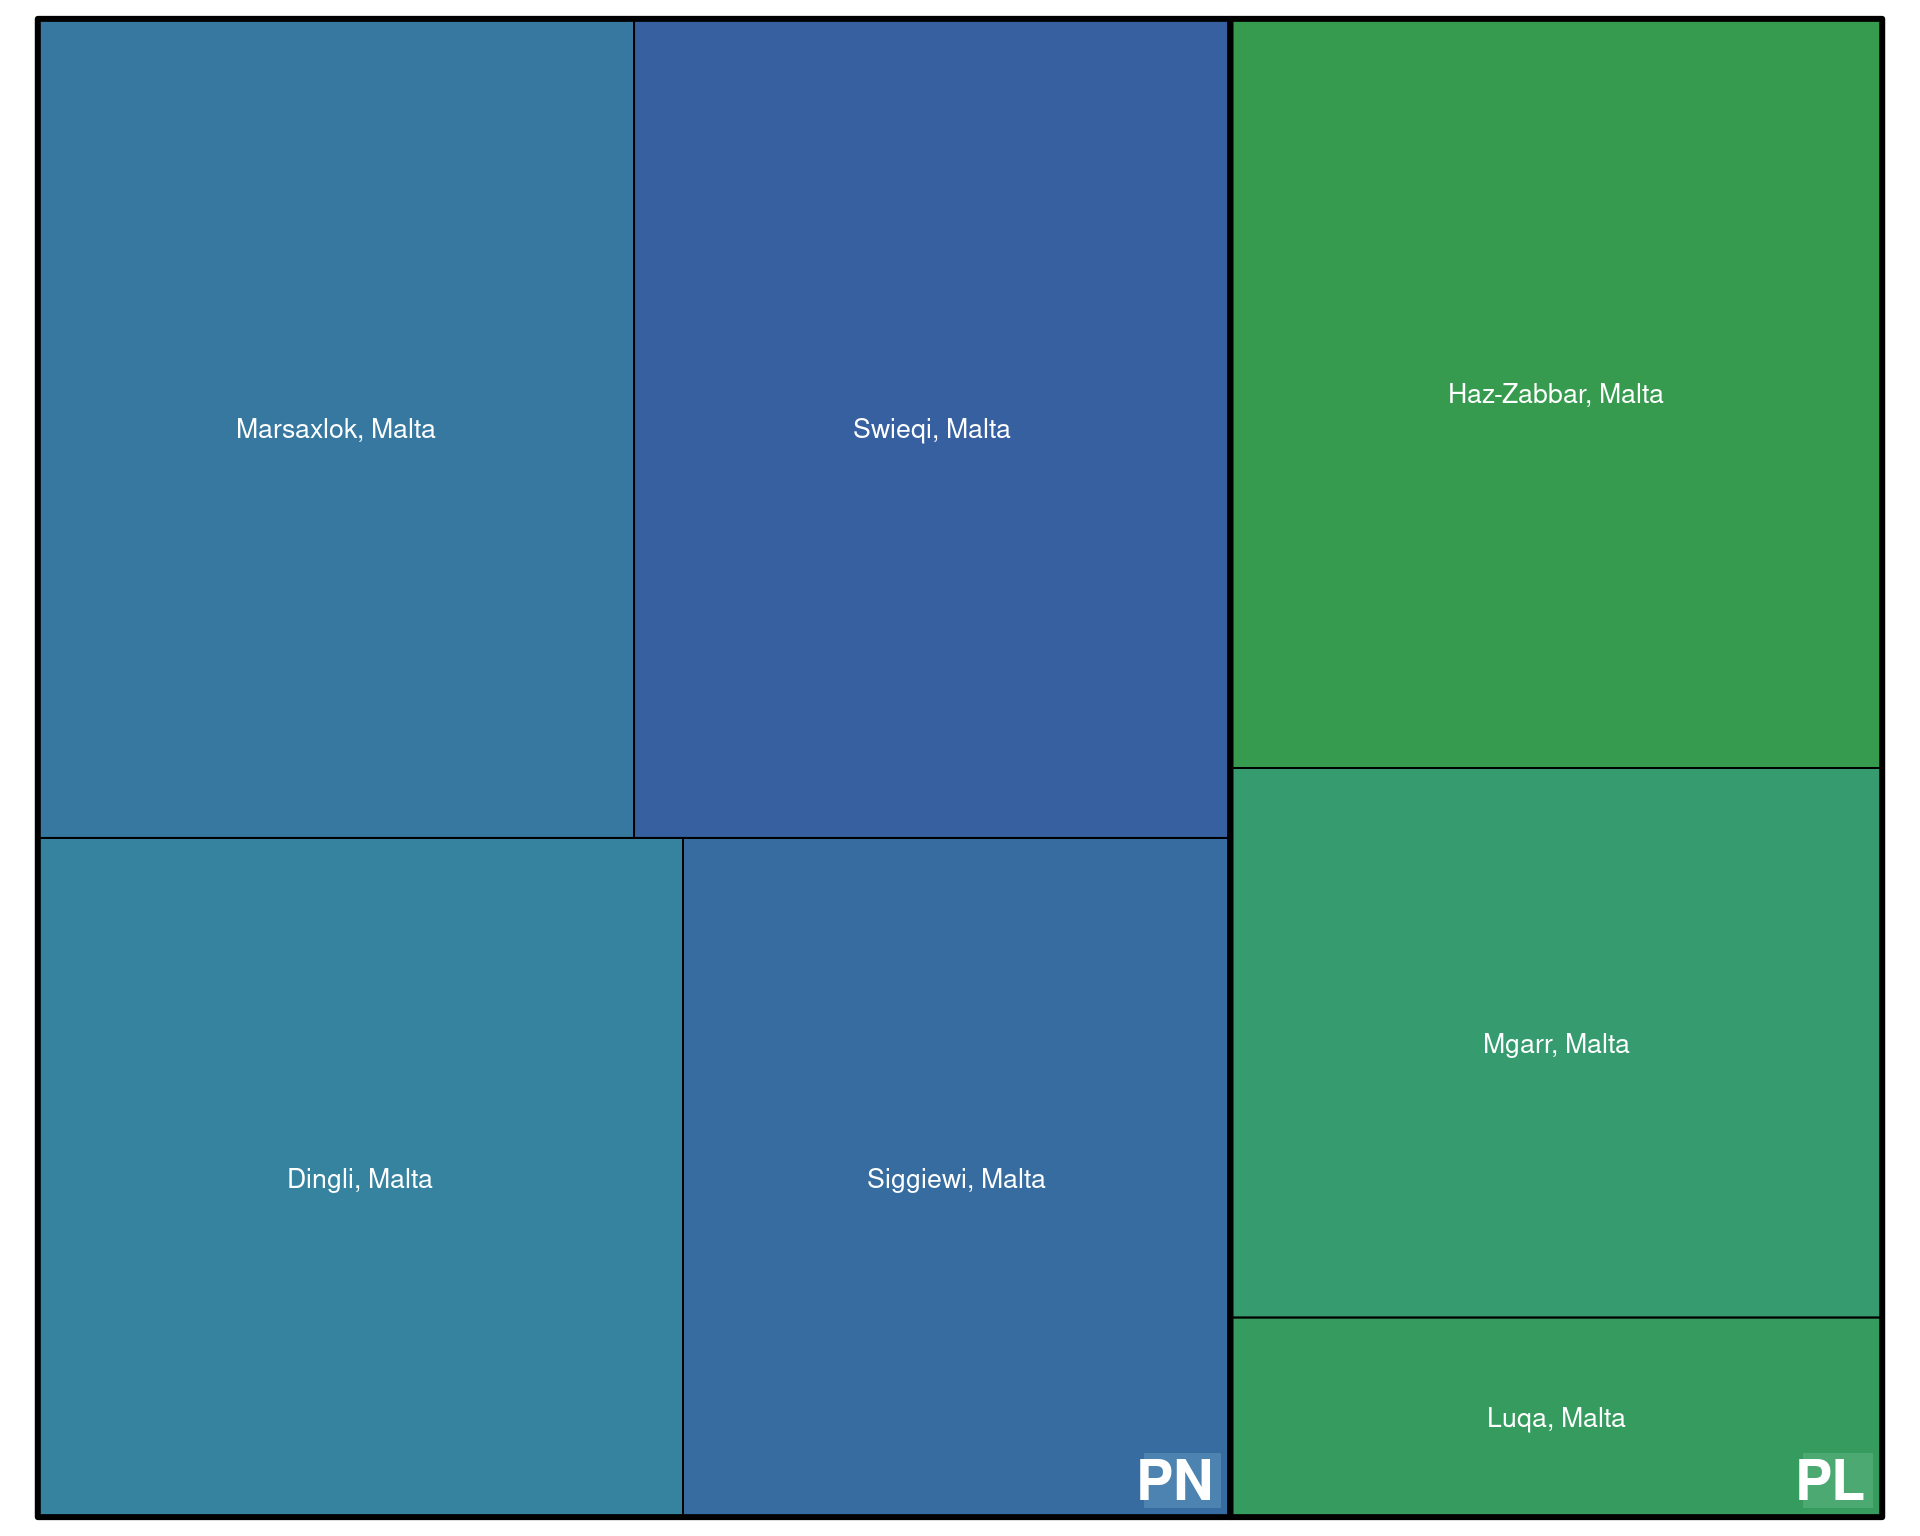 Marsaxlok, Malta
Swieqi, Malta
Haz-Zabbar, Malta
Mgarr, Malta
Dingli, Malta
Siggiewi, Malta
Luqa, Malta
PN
PL